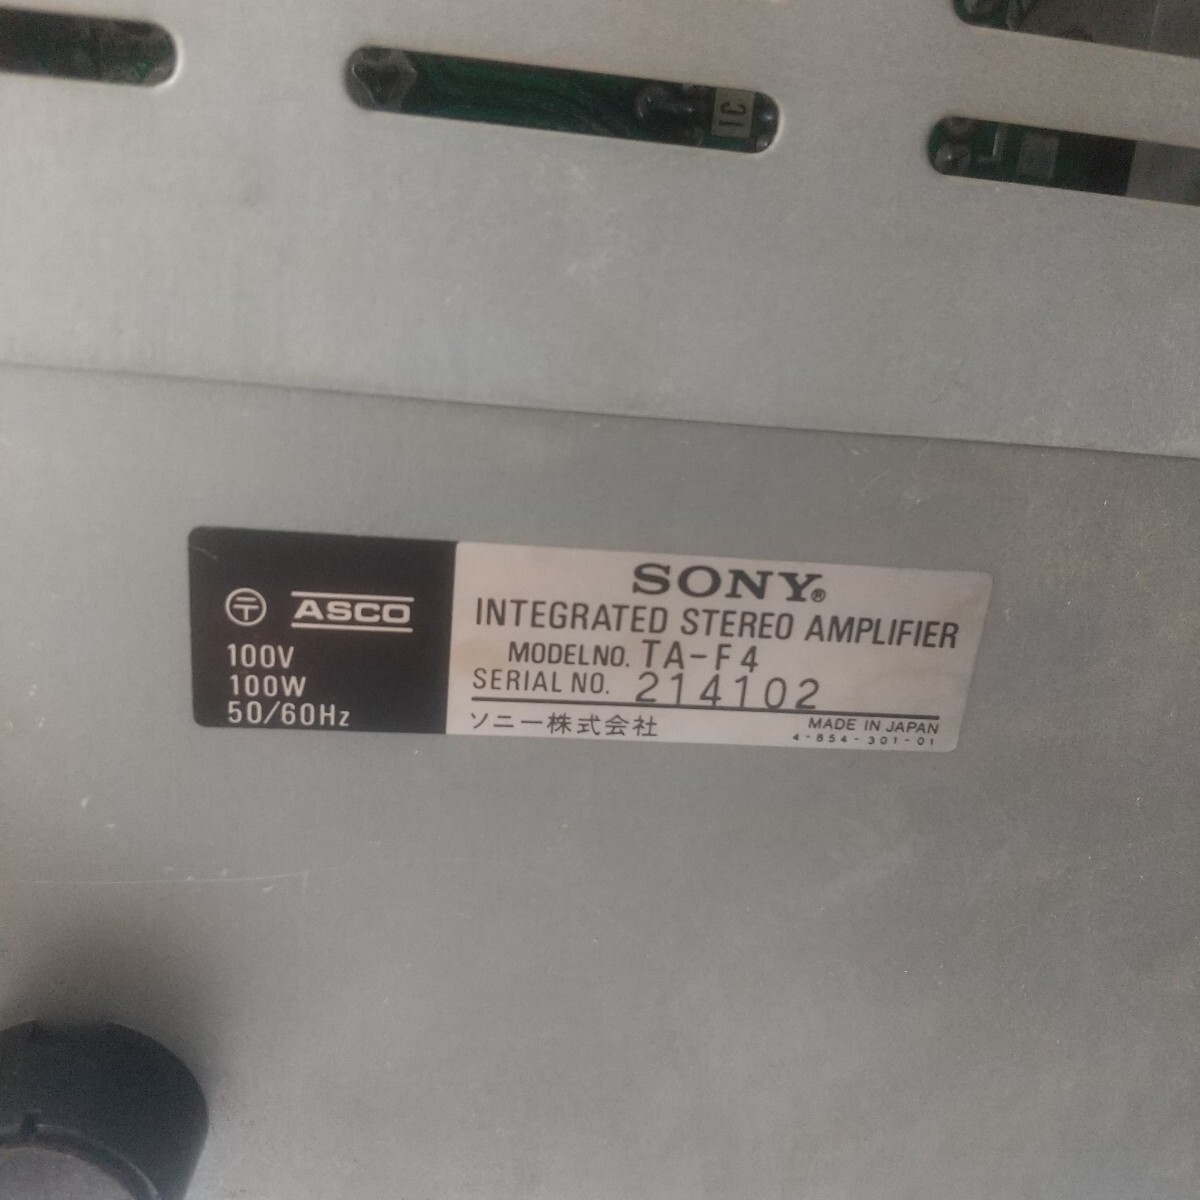 IC
〒 ASCO
100V
100W
50/60Hz
SONY®
INTEGRATED STEREO AMPLIFIER
MODEL NO. TA-F4
SERIAL NO. 214102
ソニー株式会社
MADE IN JAPAN
4-854-301-01